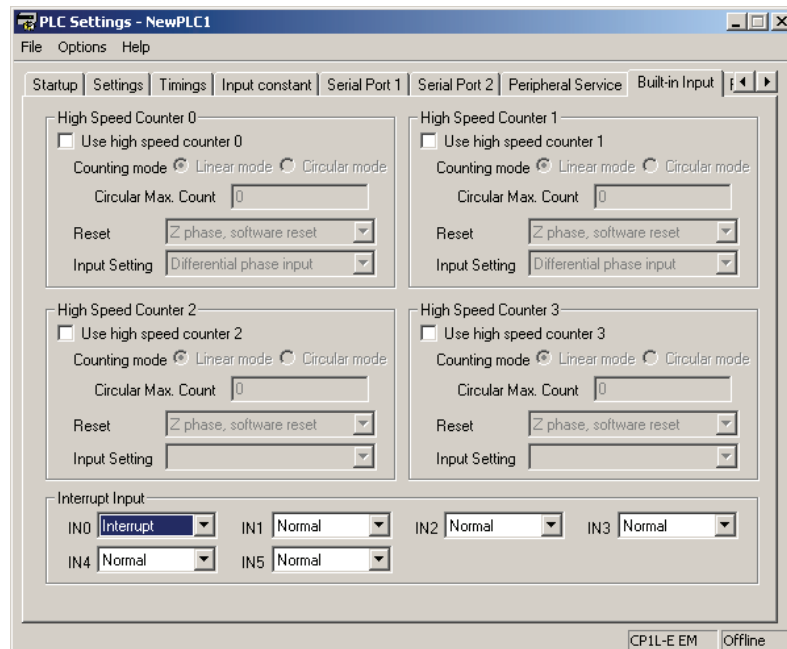 PLC Settings - NewPLC1
File Options Help
Startup Settings Timings Input constant Serial Port 1 Serial Port 2 Peripheral Service Built-in Input
High Speed Counter 0
Use high speed counter 0
Counting mode Linear mode Circular mode
Circular Max. Count 0
Reset Z phase, software reset
Input Setting Differential phase input
High Speed Counter 1
Use high speed counter 1
Counting mode Linear mode Circular mode
Circular Max. Count 0
Reset Z phase, software reset
Input Setting Differential phase input
High Speed Counter 2
Use high speed counter 2
Counting mode Linear mode Circular mode
Circular Max. Count 0
Reset Z phase, software reset
Input Setting
High Speed Counter 3
Use high speed counter 3
Counting mode Linear mode Circular mode
Circular Max. Count 0
Reset Z phase, software reset
Input Setting
Interrupt Input
IN0 Interrupt IN1 Normal IN2 Normal IN3 Normal
IN4 Normal IN5 Normal
CP1L-E EM Offline